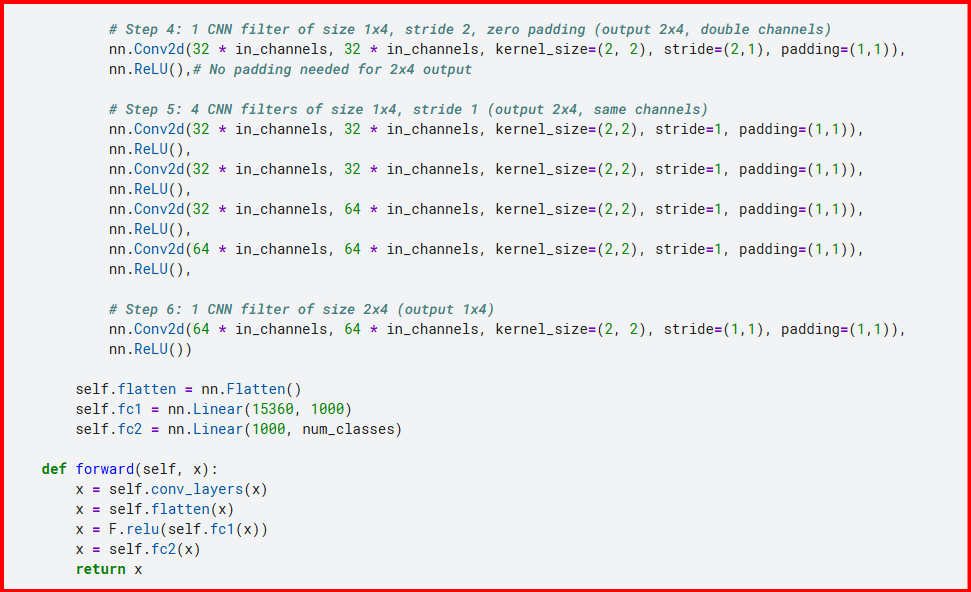 # Step 4: 1 CNN filter of size 1x4, stride 2, zero padding (output 2x4, double channels)
nn.Conv2d(32 * in_channels, 32 * in_channels, kernel_size=(2, 2), stride=(2,1), padding=(1,1)),
nn.ReLU(),# No padding needed for 2x4 output
# Step 5: 4 CNN filters of size 1x4, stride 1 (output 2x4, same channels)
nn.Conv2d(32 * in_channels, 32 * in_channels, kernel_size=(2,2), stride=1, padding=(1,1)),
nn.ReLU(),
nn.Conv2d(32 * in_channels, 32 * in_channels, kernel_size=(2,2), stride=1, padding=(1,1)),
nn.ReLU(),
nn.Conv2d(32 * in_channels, 64 * in_channels, kernel_size=(2,2), stride=1, padding=(1,1)),
nn.ReLU(),
nn.Conv2d(64 * in_channels, 64 * in_channels, kernel_size=(2,2), stride=1, padding=(1,1)),
nn.ReLU(),
# Step 6: 1 CNN filter of size 2x4 (output 1x4)
nn.Conv2d(64 * in_channels, 64 * in_channels, kernel_size=(2, 2), stride=(1,1), padding=(1,1)),
nn.ReLU())
self.flatten = nn.Flatten()
self.fc1 = nn.Linear(15360, 1000)
self.fc2 = nn.Linear(1000, num_classes)
def forward(self, x):
x = self.conv_layers(x)
x = self.flatten(x)
x = F.relu(self.fc1(x))
x = self.fc2(x)
return x